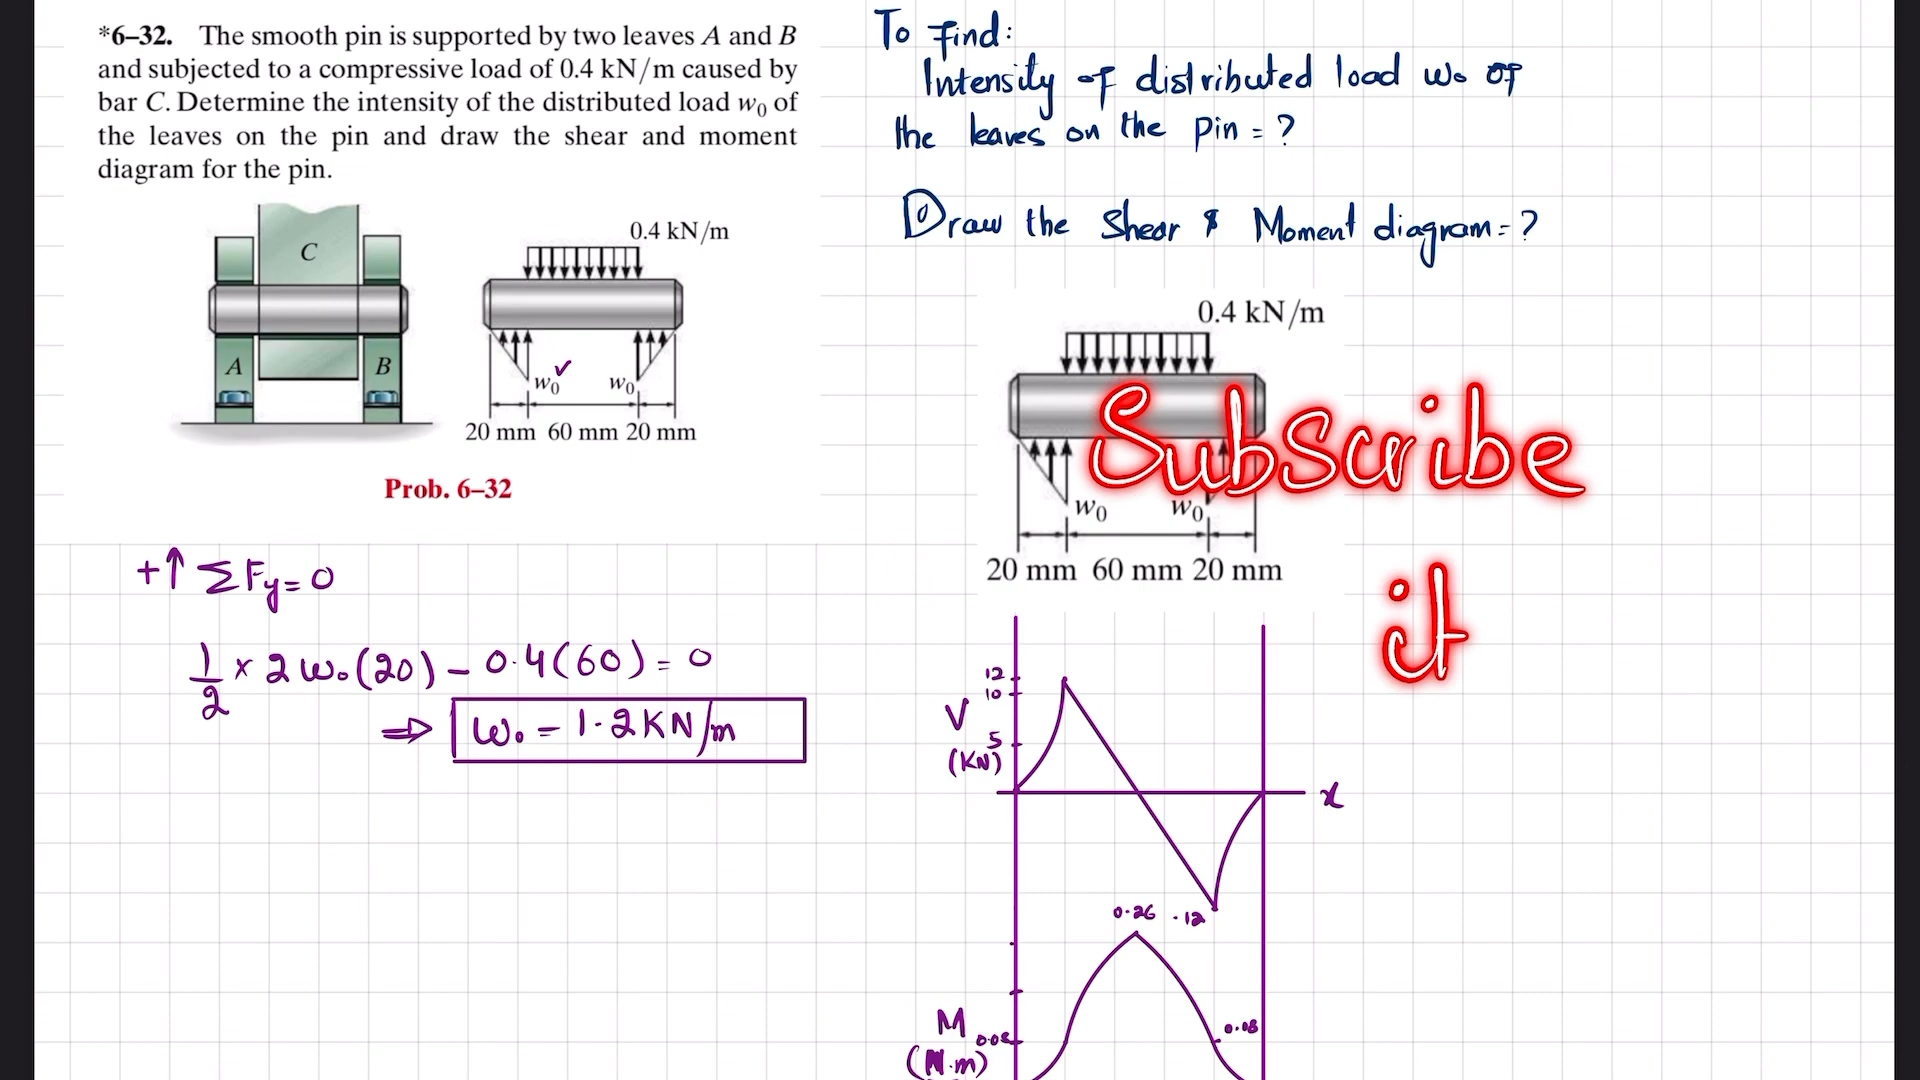 *6–32. The smooth pin is supported by two leaves A and B
and subjected to a compressive load of 0.4 kN/m caused by
bar C. Determine the intensity of the distributed load w₀ of
the leaves on the pin and draw the shear and moment
diagram for the pin.
C
A
B
0.4 kN/m
w₀ ✓ w₀
20 mm 60 mm 20 mm
Prob. 6–32
+↑ ΣFy = 0
1/2 × 2 w₀(20) – 0.4(60) = 0
⇒ w₀ = 1.2 KN/m
To Find:
Intensity of distributed load w₀ of
the leaves on the Pin = ?
Draw the Shear & Moment diagram = ?
0.4 kN/m
Subscribe
it
w₀ w₀
20 mm 60 mm 20 mm
12
10
V
5
(KN)
x
0.26 -12
M
0.08
(N.m)
0.08